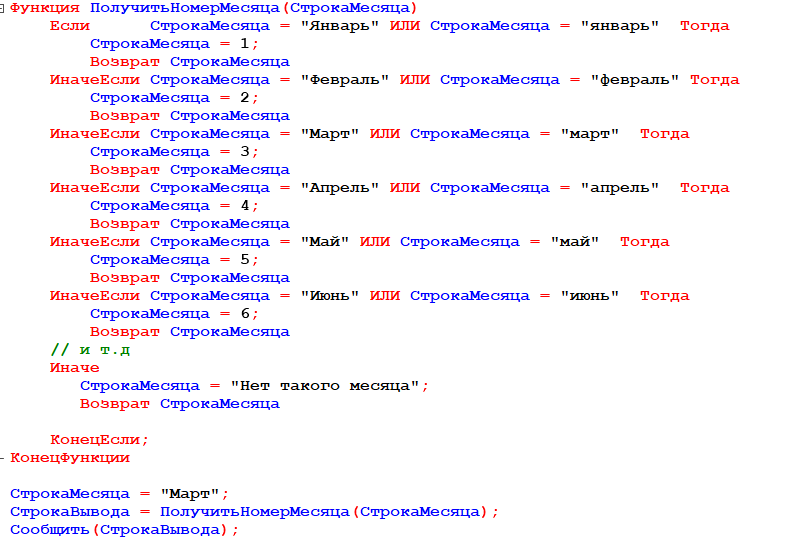 Функция ПолучитьНомерМесяца(СтрокаМесяца)
Если СтрокаМесяца = "Январь" ИЛИ СтрокаМесяца = "январь" Тогда
СтрокаМесяца = 1;
Возврат СтрокаМесяца
ИначеЕсли СтрокаМесяца = "Февраль" ИЛИ СтрокаМесяца = "февраль" Тогда
СтрокаМесяца = 2;
Возврат СтрокаМесяца
ИначеЕсли СтрокаМесяца = "Март" ИЛИ СтрокаМесяца = "март" Тогда
СтрокаМесяца = 3;
Возврат СтрокаМесяца
ИначеЕсли СтрокаМесяца = "Апрель" ИЛИ СтрокаМесяца = "апрель" Тогда
СтрокаМесяца = 4;
Возврат СтрокаМесяца
ИначеЕсли СтрокаМесяца = "Май" ИЛИ СтрокаМесяца = "май" Тогда
СтрокаМесяца = 5;
Возврат СтрокаМесяца
ИначеЕсли СтрокаМесяца = "Июнь" ИЛИ СтрокаМесяца = "июнь" Тогда
СтрокаМесяца = 6;
Возврат СтрокаМесяца
// и т.д
Иначе
СтрокаМесяца = "Нет такого месяца";
Возврат СтрокаМесяца
КонецЕсли;
КонецФункции
СтрокаМесяца = "Март";
СтрокаВывода = ПолучитьНомерМесяца(СтрокаМесяца);
Сообщить(СтрокаВывода);